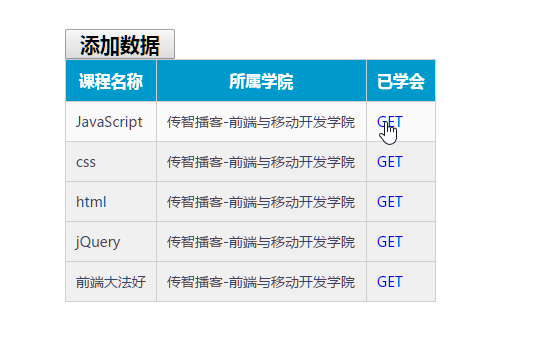 添加数据
课程名称 所属学院 已学会
JavaScript 传智播客-前端与移动开发学院 GET
css 传智播客-前端与移动开发学院 GET
html 传智播客-前端与移动开发学院 GET
jQuery 传智播客-前端与移动开发学院 GET
前端大法好 传智播客-前端与移动开发学院 GET